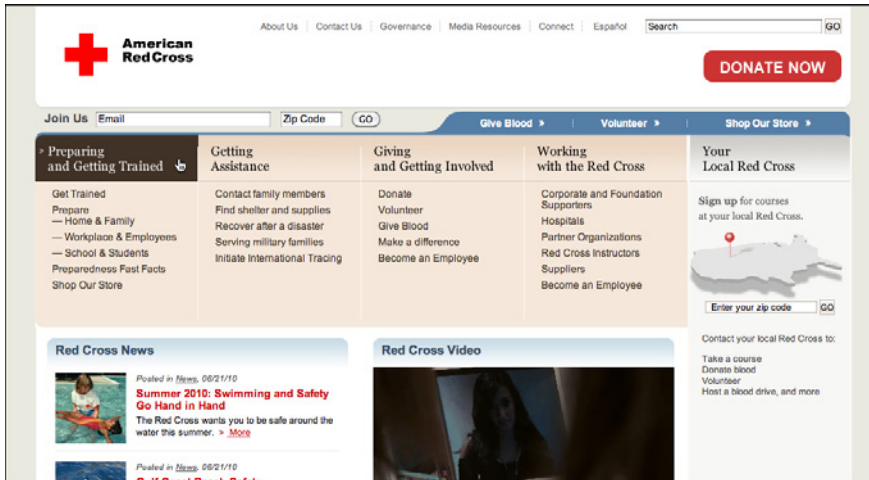 About Us Contact Us Governance Media Resources Connect Español Search GO
American
Red Cross
DONATE NOW
Join Us Email Zip Code GO
Give Blood » Volunteer » Shop Our Store »
» Preparing
and Getting Trained
Get Trained
Prepare
— Home & Family
— Workplace & Employees
— School & Students
Preparedness Fast Facts
Shop Our Store
Getting
Assistance
Contact family members
Find shelter and supplies
Recover after a disaster
Serving military families
Initiate International Tracing
Giving
and Getting Involved
Donate
Volunteer
Give Blood
Make a difference
Become an Employee
Working
with the Red Cross
Corporate and Foundation
Supporters
Hospitals
Partner Organizations
Red Cross Instructors
Suppliers
Become an Employee
Your
Local Red Cross
Sign up for courses
at your local Red Cross.
Enter your zip code GO
Contact your local Red Cross to:
Take a course
Donate blood
Volunteer
Host a blood drive, and more
Red Cross News
Posted in News, 06/21/10
Summer 2010: Swimming and Safety
Go Hand in Hand
The Red Cross wants you to be safe around the
water this summer. > More
Posted in News, 06/21/10
Red Cross Video